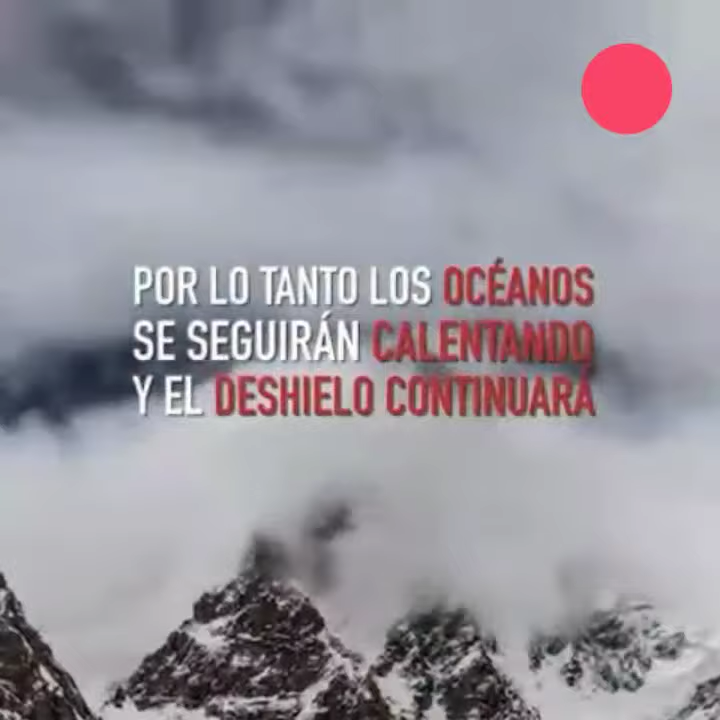 POR LO TANTO LOS OCÉANOS
SE SEGUIRÁN CALENTANDO
Y EL DESHIELO CONTINUARÁ